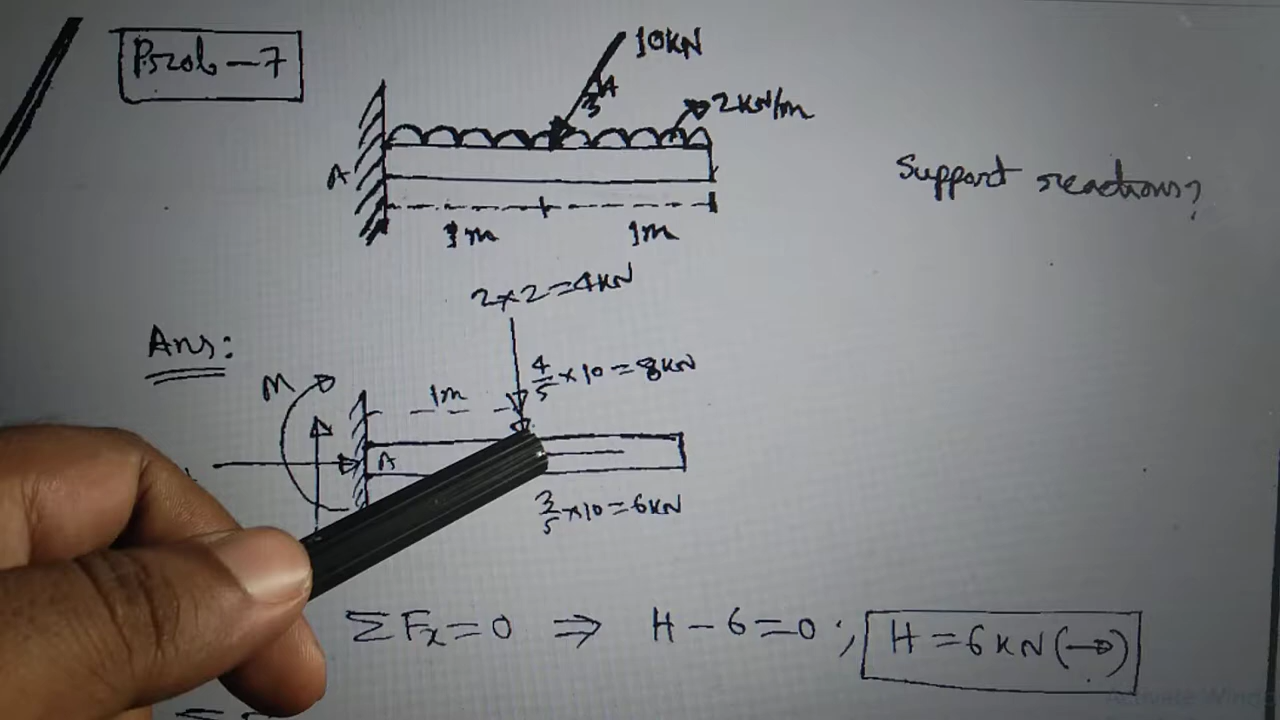 Prob-7
10KN
4
3
2KN/m
A
1m 1m
Support reactions?
2×2=4KN
Ans:
M
1m
4/5×10=8KN
A
3/5×10=6KN
ΣFx=0 ⇒ H-6=0; H=6KN(→)